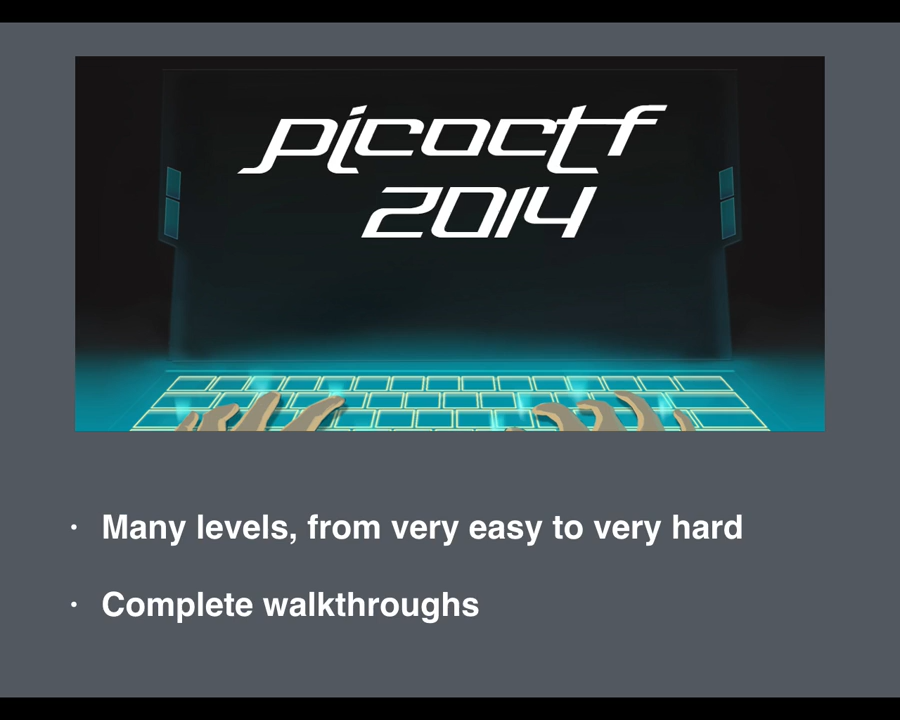 picoctf
2014
· Many levels, from very easy to very hard
· Complete walkthroughs